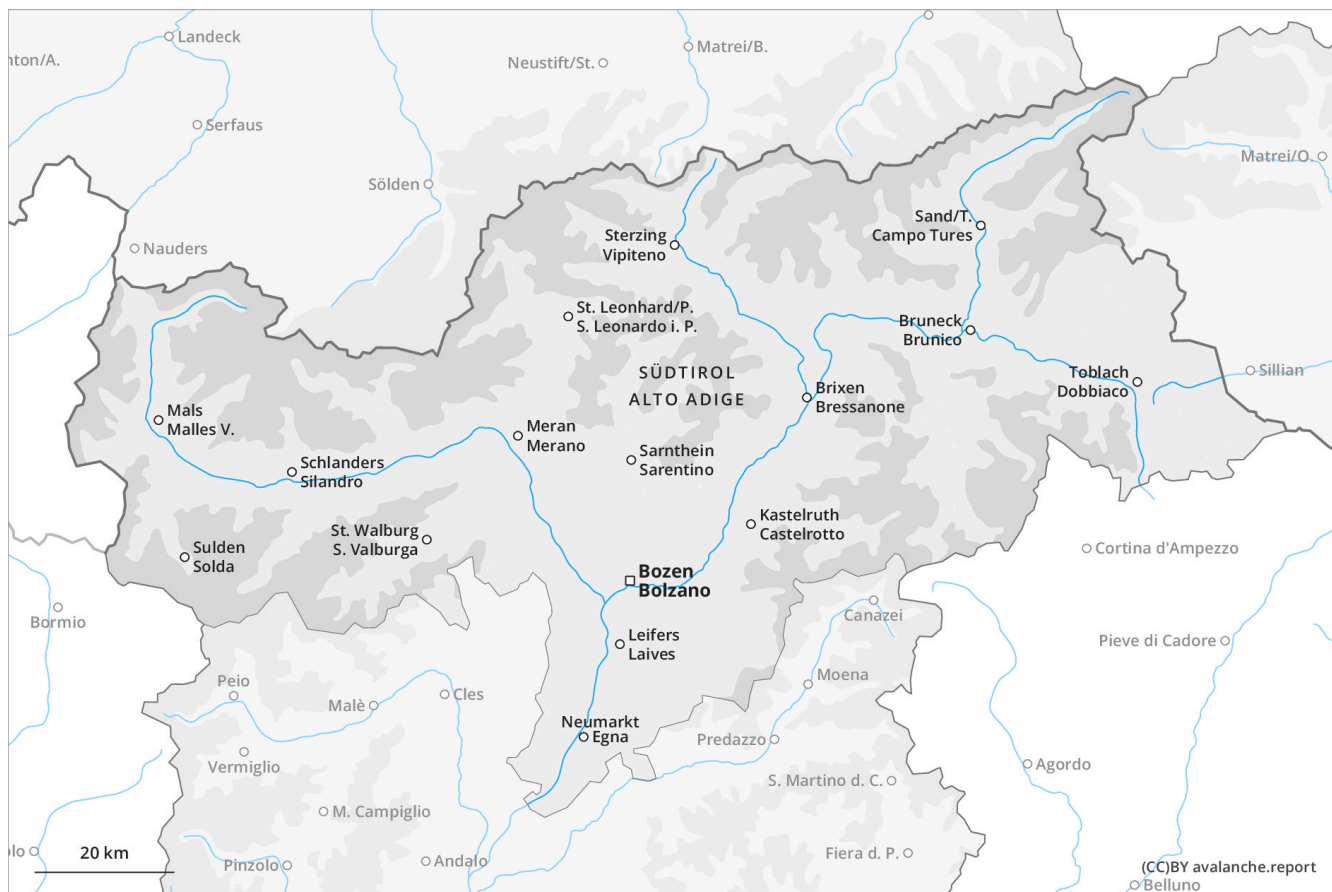 Landeck
Matrei/B.
nton/A.
Neustift/St.
Serfaus
Matrei/O.
Sölden
Sand/T.
Campo Tures
Sterzing
Vipiteno
Nauders
St. Leonhard/P.
S. Leonardo i. P.
Bruneck
Brunico
SÜDTIROL
ALTO ADIGE
Toblach
Dobbiaco
Sillian
Brixen
Bressanone
Mals
Malles V.
Meran
Merano
Schlanders
Silandro
Sarnthein
Sarentino
Kastelruth
Castelrotto
St. Walburg
S. Valburga
Sulden
Solda
Cortina d'Ampezzo
Bozen
Bolzano
Bormio
Canazei
Leifers
Laives
Pieve di Cadore
Peio
Moena
Cles
Malè
Neumarkt
Egna
Predazzo
Vermiglio
Agordo
S. Martino d. C.
M. Campiglio
olo
20 km
Pinzolo
Andalo
Fiera d. P.
(CC)BY avalanche.report
Belluno